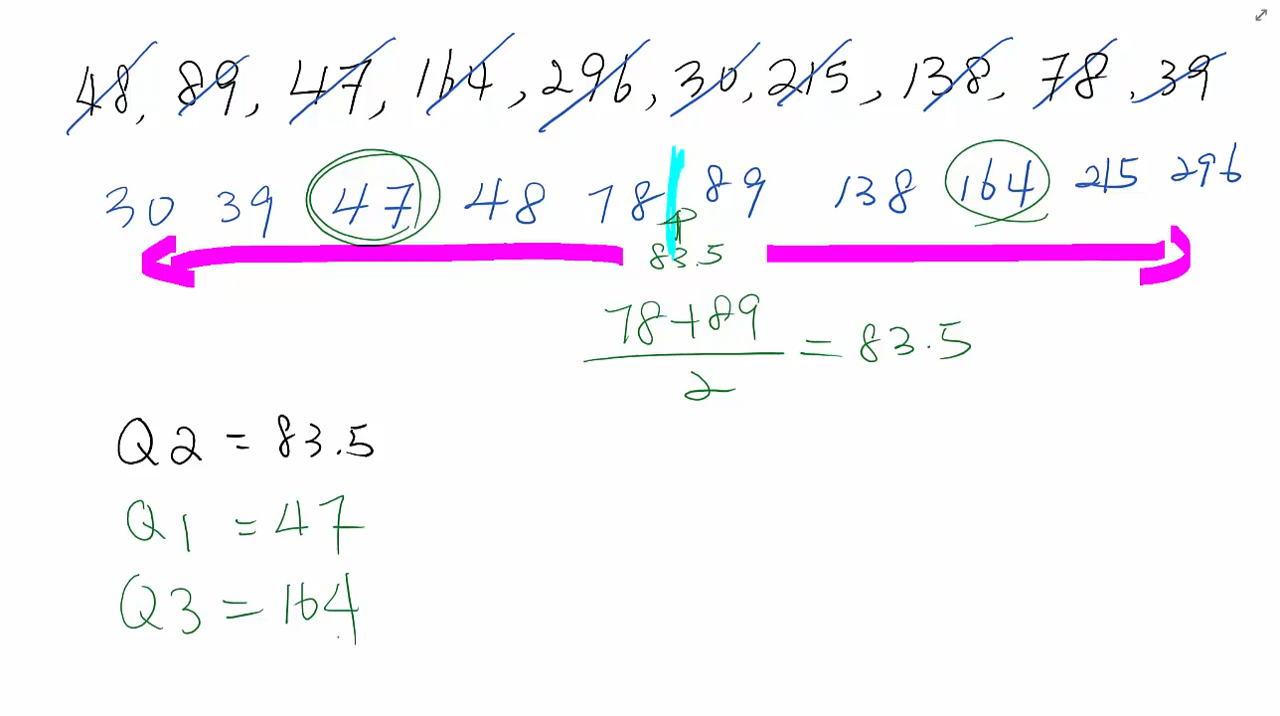 48, 89, 47, 164, 296, 30, 215, 138, 78, 39
30 39 47 48 78 89 138 164 215 296
83.5
78+89
2
= 83.5
Q2 = 83.5
Q1 = 47
Q3 = 164